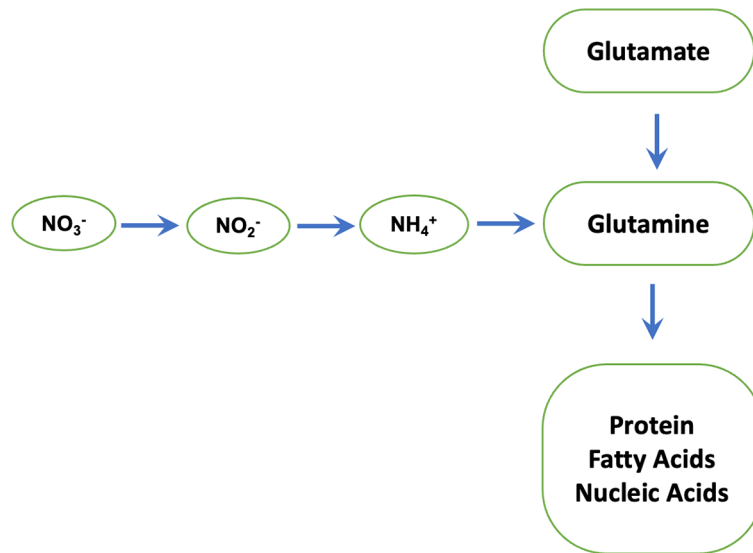 Glutamate
NO₃⁻
NO₂⁻
NH₄⁺
Glutamine
Protein
Fatty Acids
Nucleic Acids